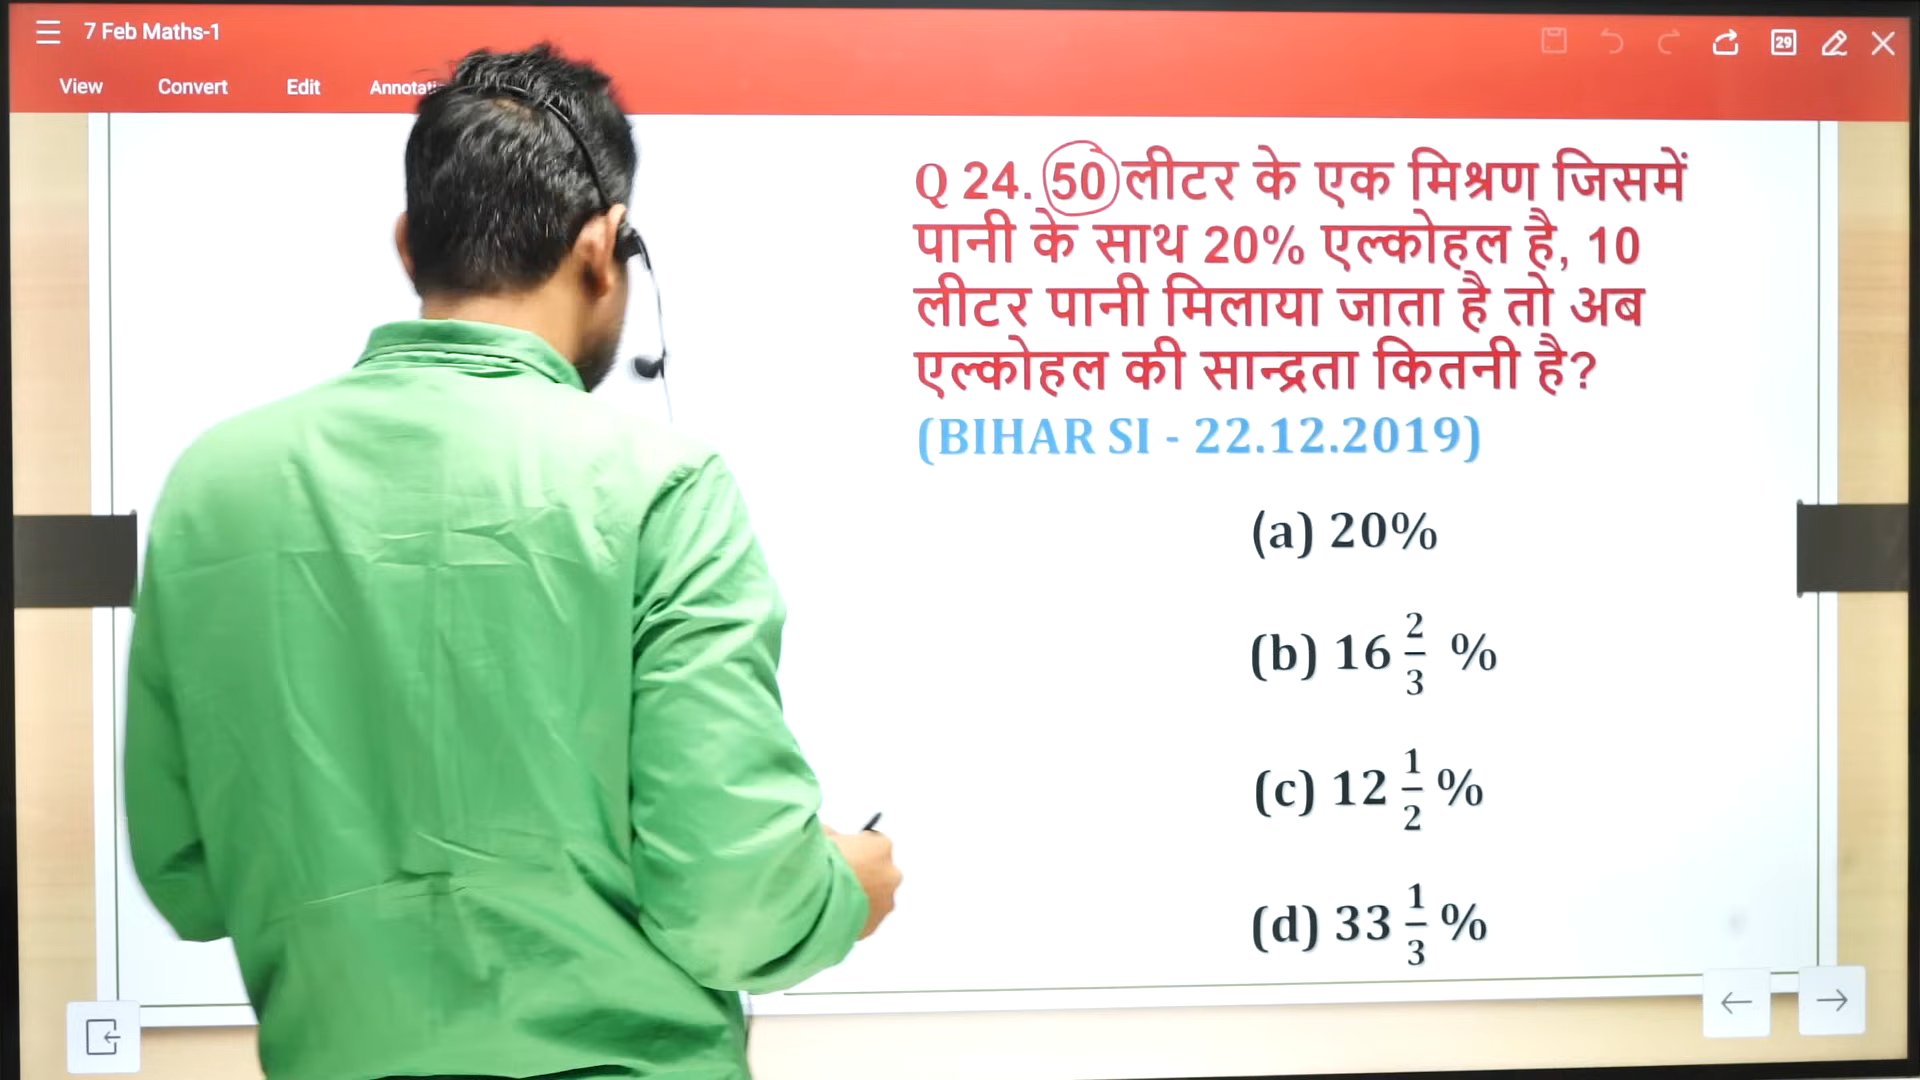 7 Feb Maths-1
29
View Convert Edit
Q 24. 50 लीटर के एक मिश्रण जिसमें
पानी के साथ 20% एल्कोहल है, 10
लीटर पानी मिलाया जाता है तो अब
एल्कोहल की सान्द्रता कितनी है?
(BIHAR SI - 22.12.2019)
(a) 20%
(b) 16 2/3 %
(c) 12 1/2 %
(d) 33 1/3 %